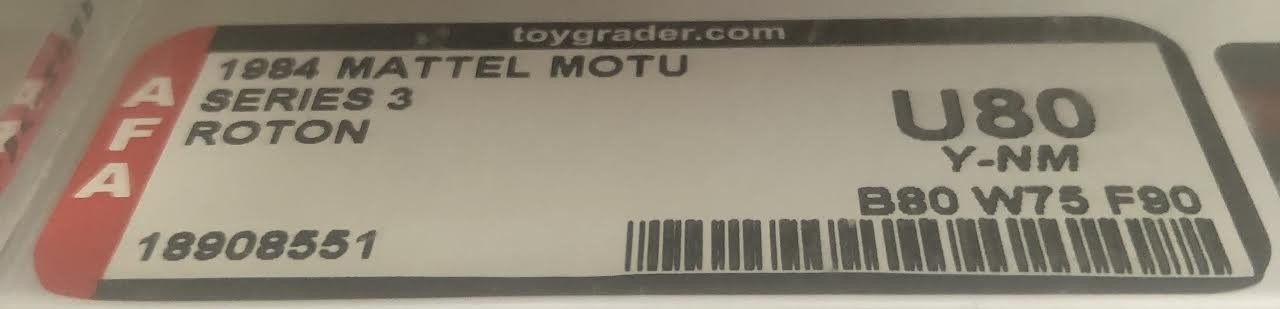 toygrader.com
AFA
1984 MATTEL MOTU
SERIES 3
ROTON
U80
Y-NM
B80 W75 F90
18908551